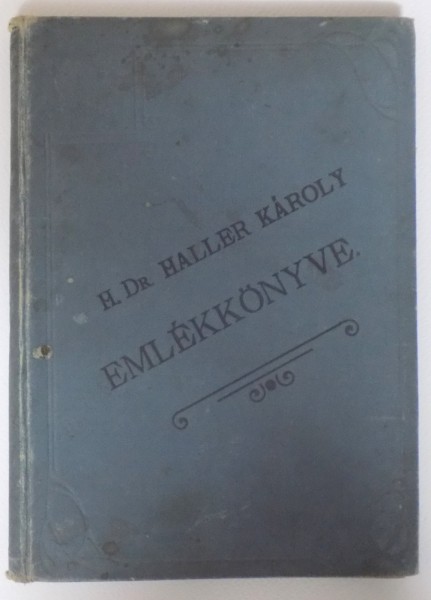 H. DR. HALLER KÁROLY
EMLÉKKÖNYVE.